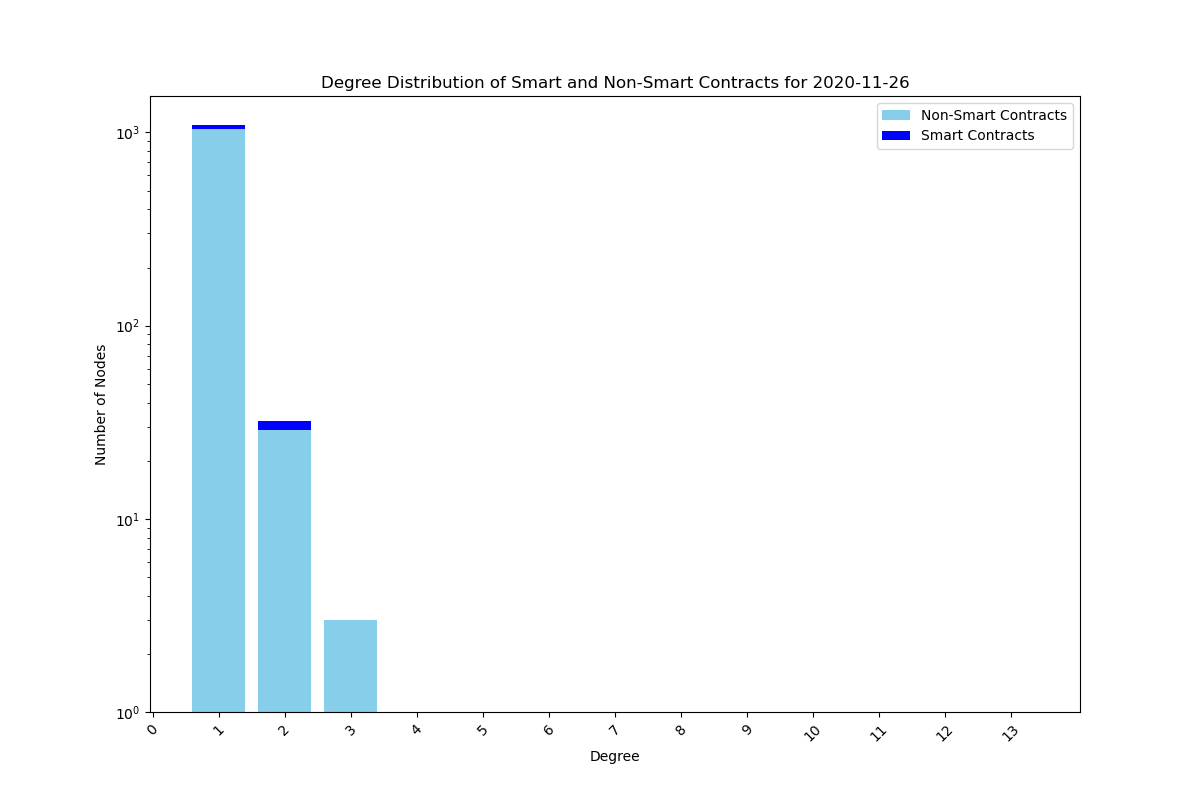 Degree Distribution of Smart and Non-Smart Contracts for 2020-11-26
Non-Smart Contracts
Smart Contracts
Number of Nodes
10³
10²
10¹
10⁰
0 1 2 3 4 5 6 7 8 9 10 11 12 13
Degree